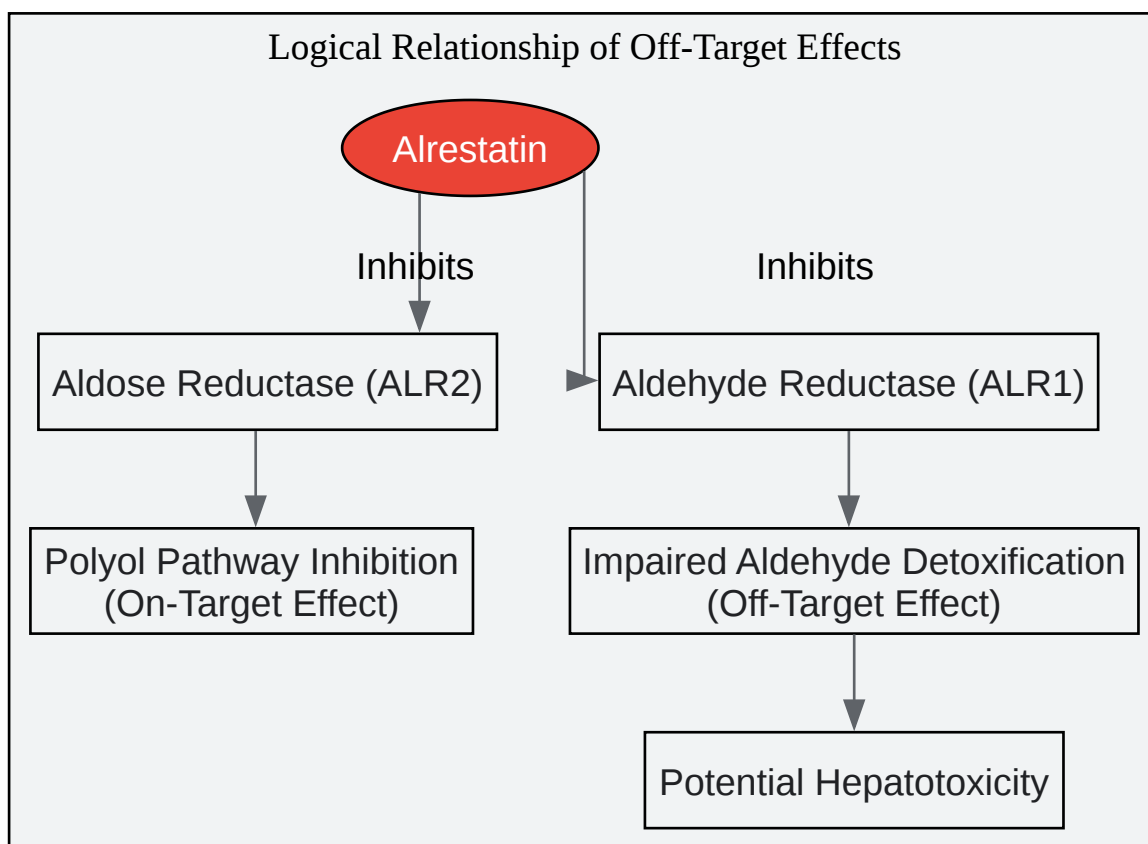 Logical Relationship of Off-Target Effects
Alrestatin
Inhibits
Inhibits
Aldose Reductase (ALR2)
Aldehyde Reductase (ALR1)
Polyol Pathway Inhibition
(On-Target Effect)
Impaired Aldehyde Detoxification
(Off-Target Effect)
Potential Hepatotoxicity